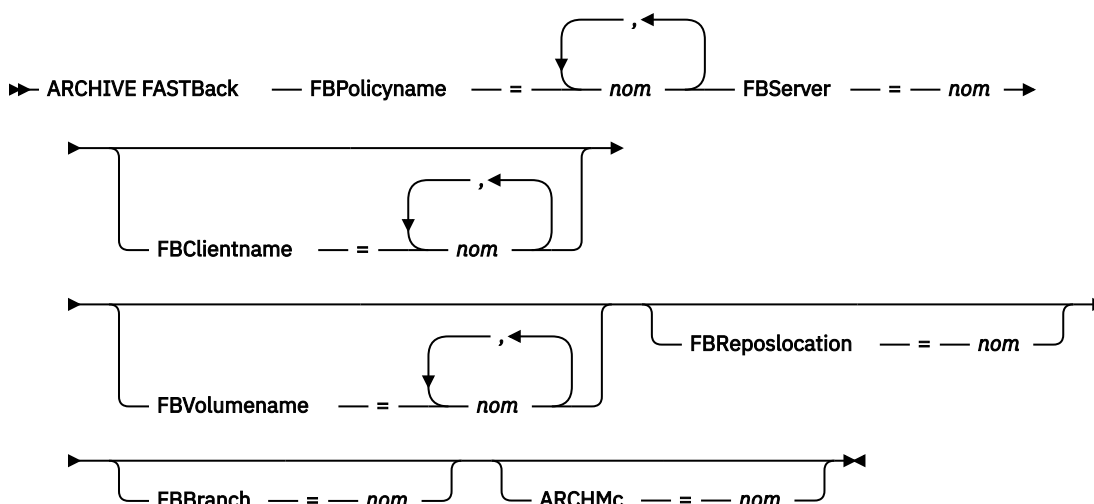 ,
ARCHIVE FASTBack FBPolicyname = nom FBServer = nom
,
FBClientname = nom
,
FBReposlocation = nom
FBVolumename = nom
FBBranch = nom ARCHMc = nom